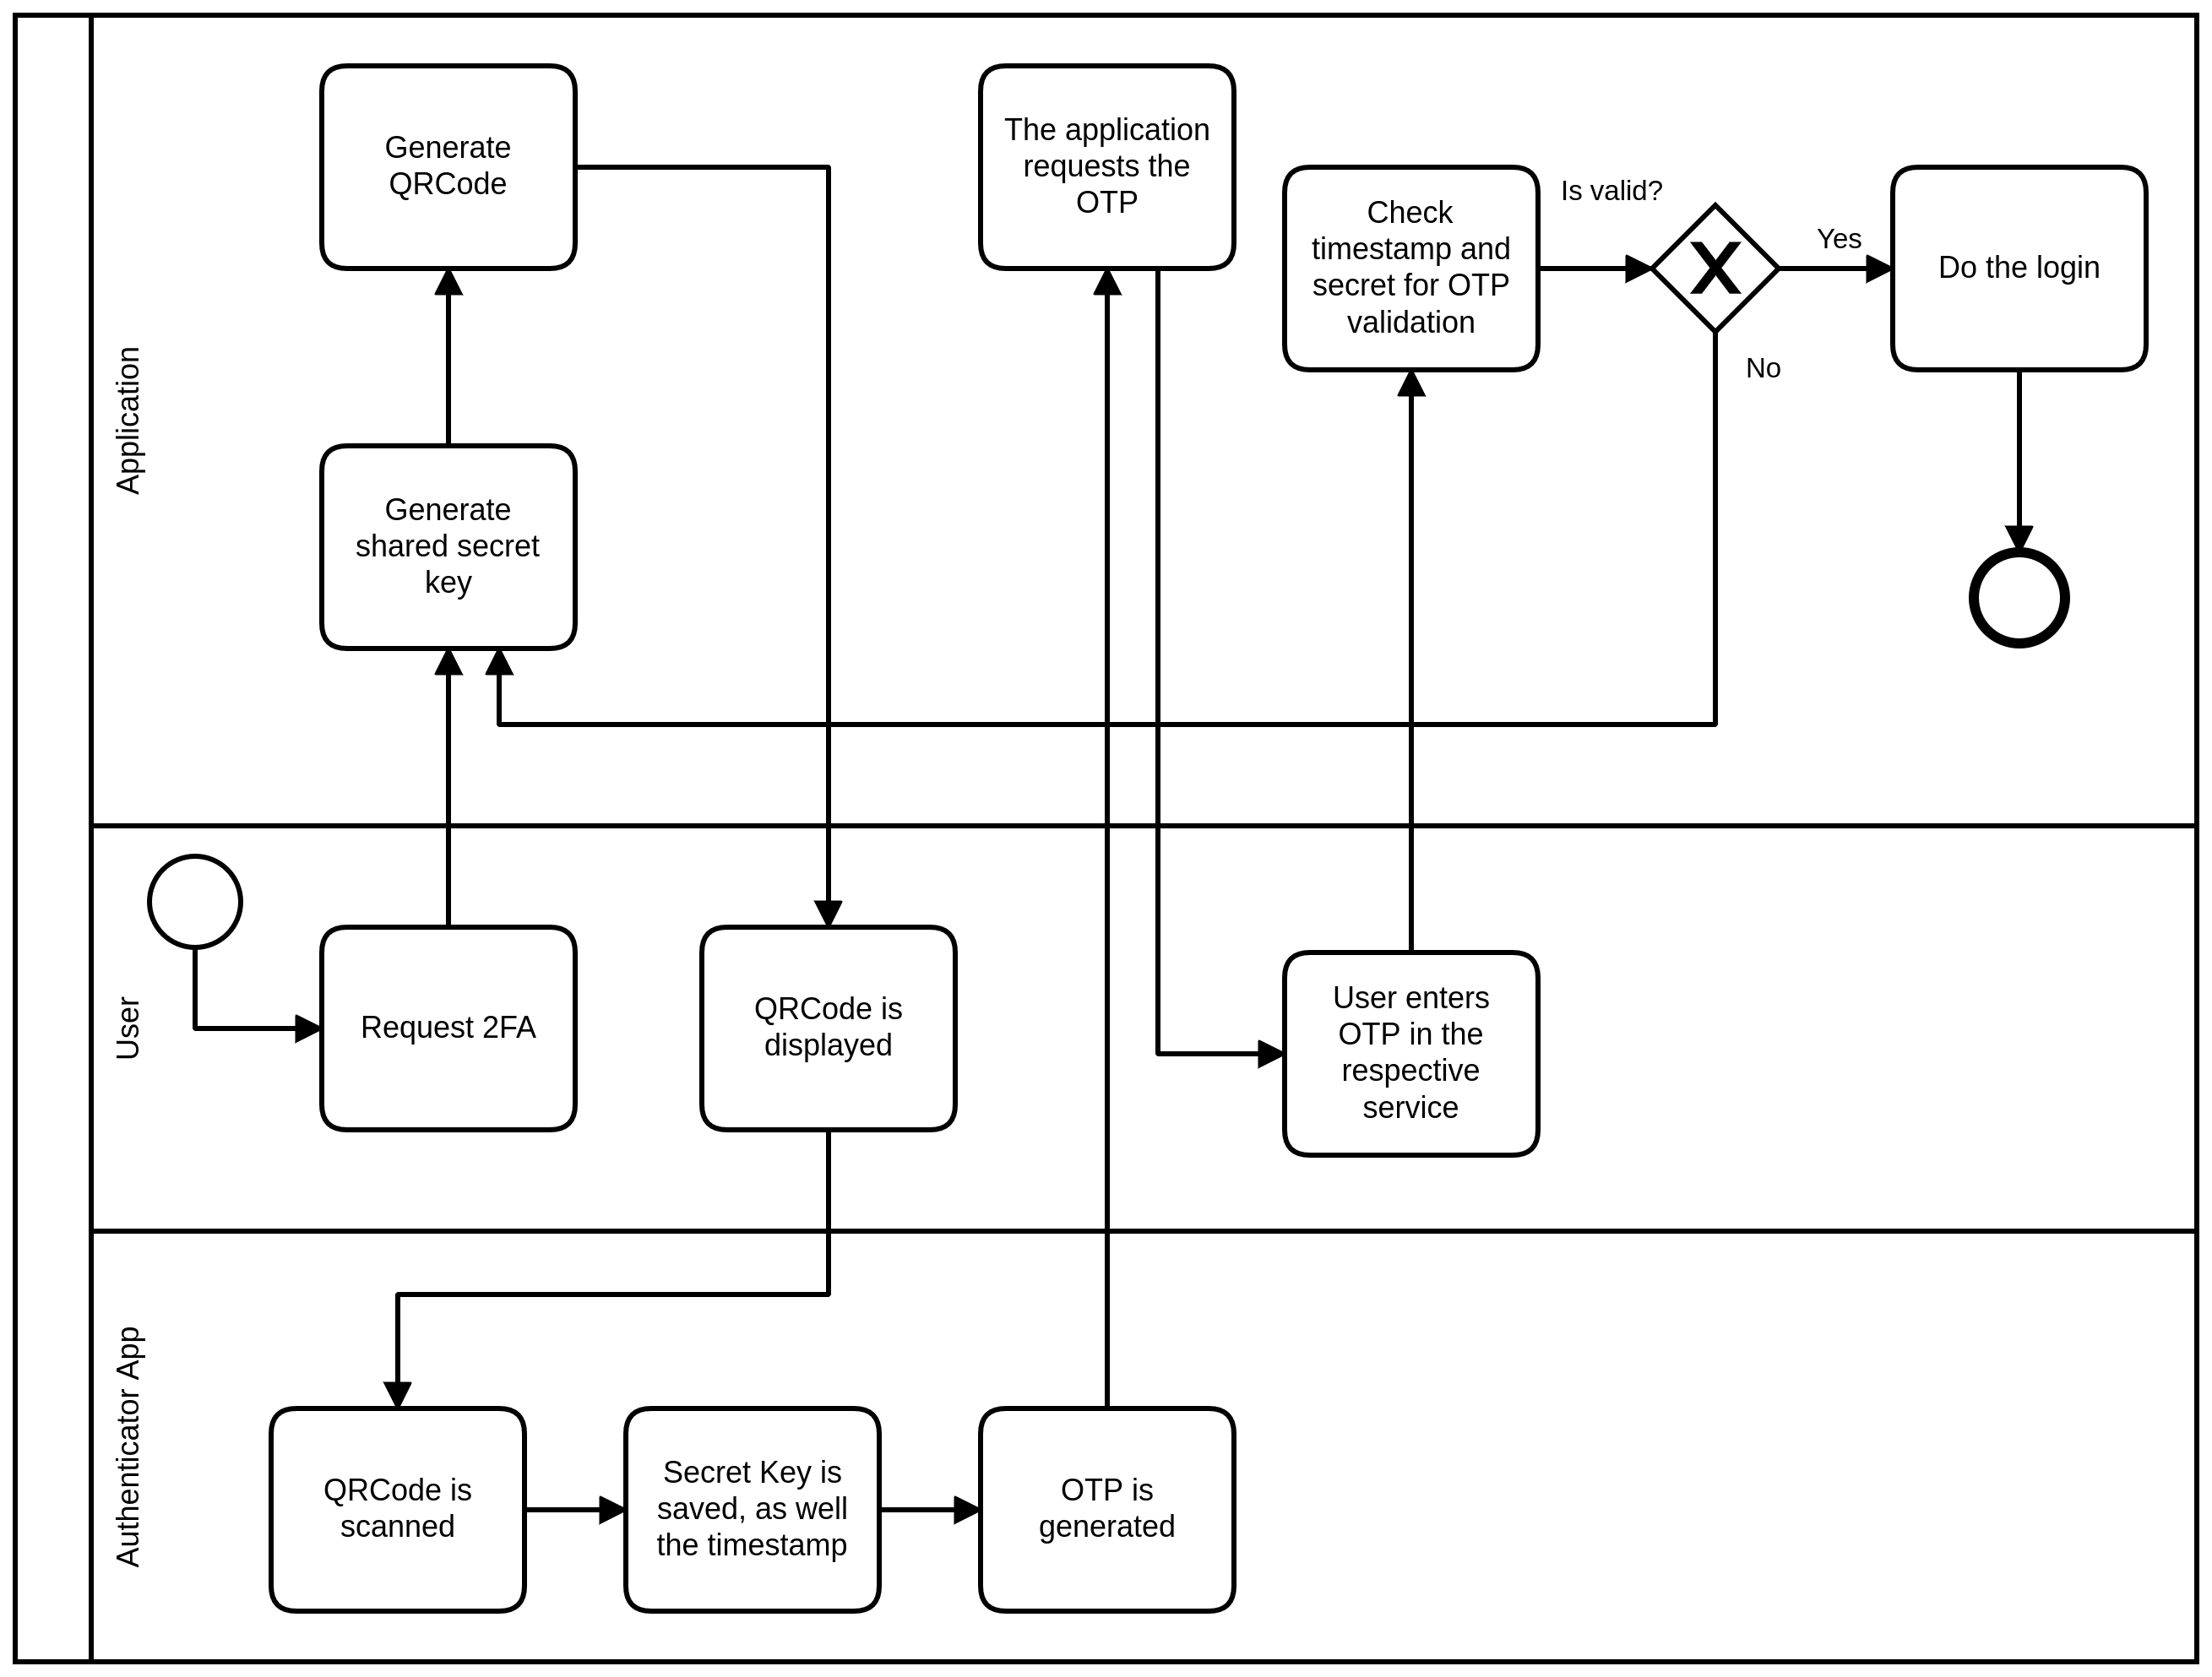 Application
Generate
QRCode
The application
requests the
OTP
Check
timestamp and
secret for OTP
validation
Is valid?
X
Yes
No
Do the login
Generate
shared secret
key
User
Request 2FA
QRCode is
displayed
User enters
OTP in the
respective
service
Authenticator App
QRCode is
scanned
Secret Key is
saved, as well
the timestamp
OTP is
generated